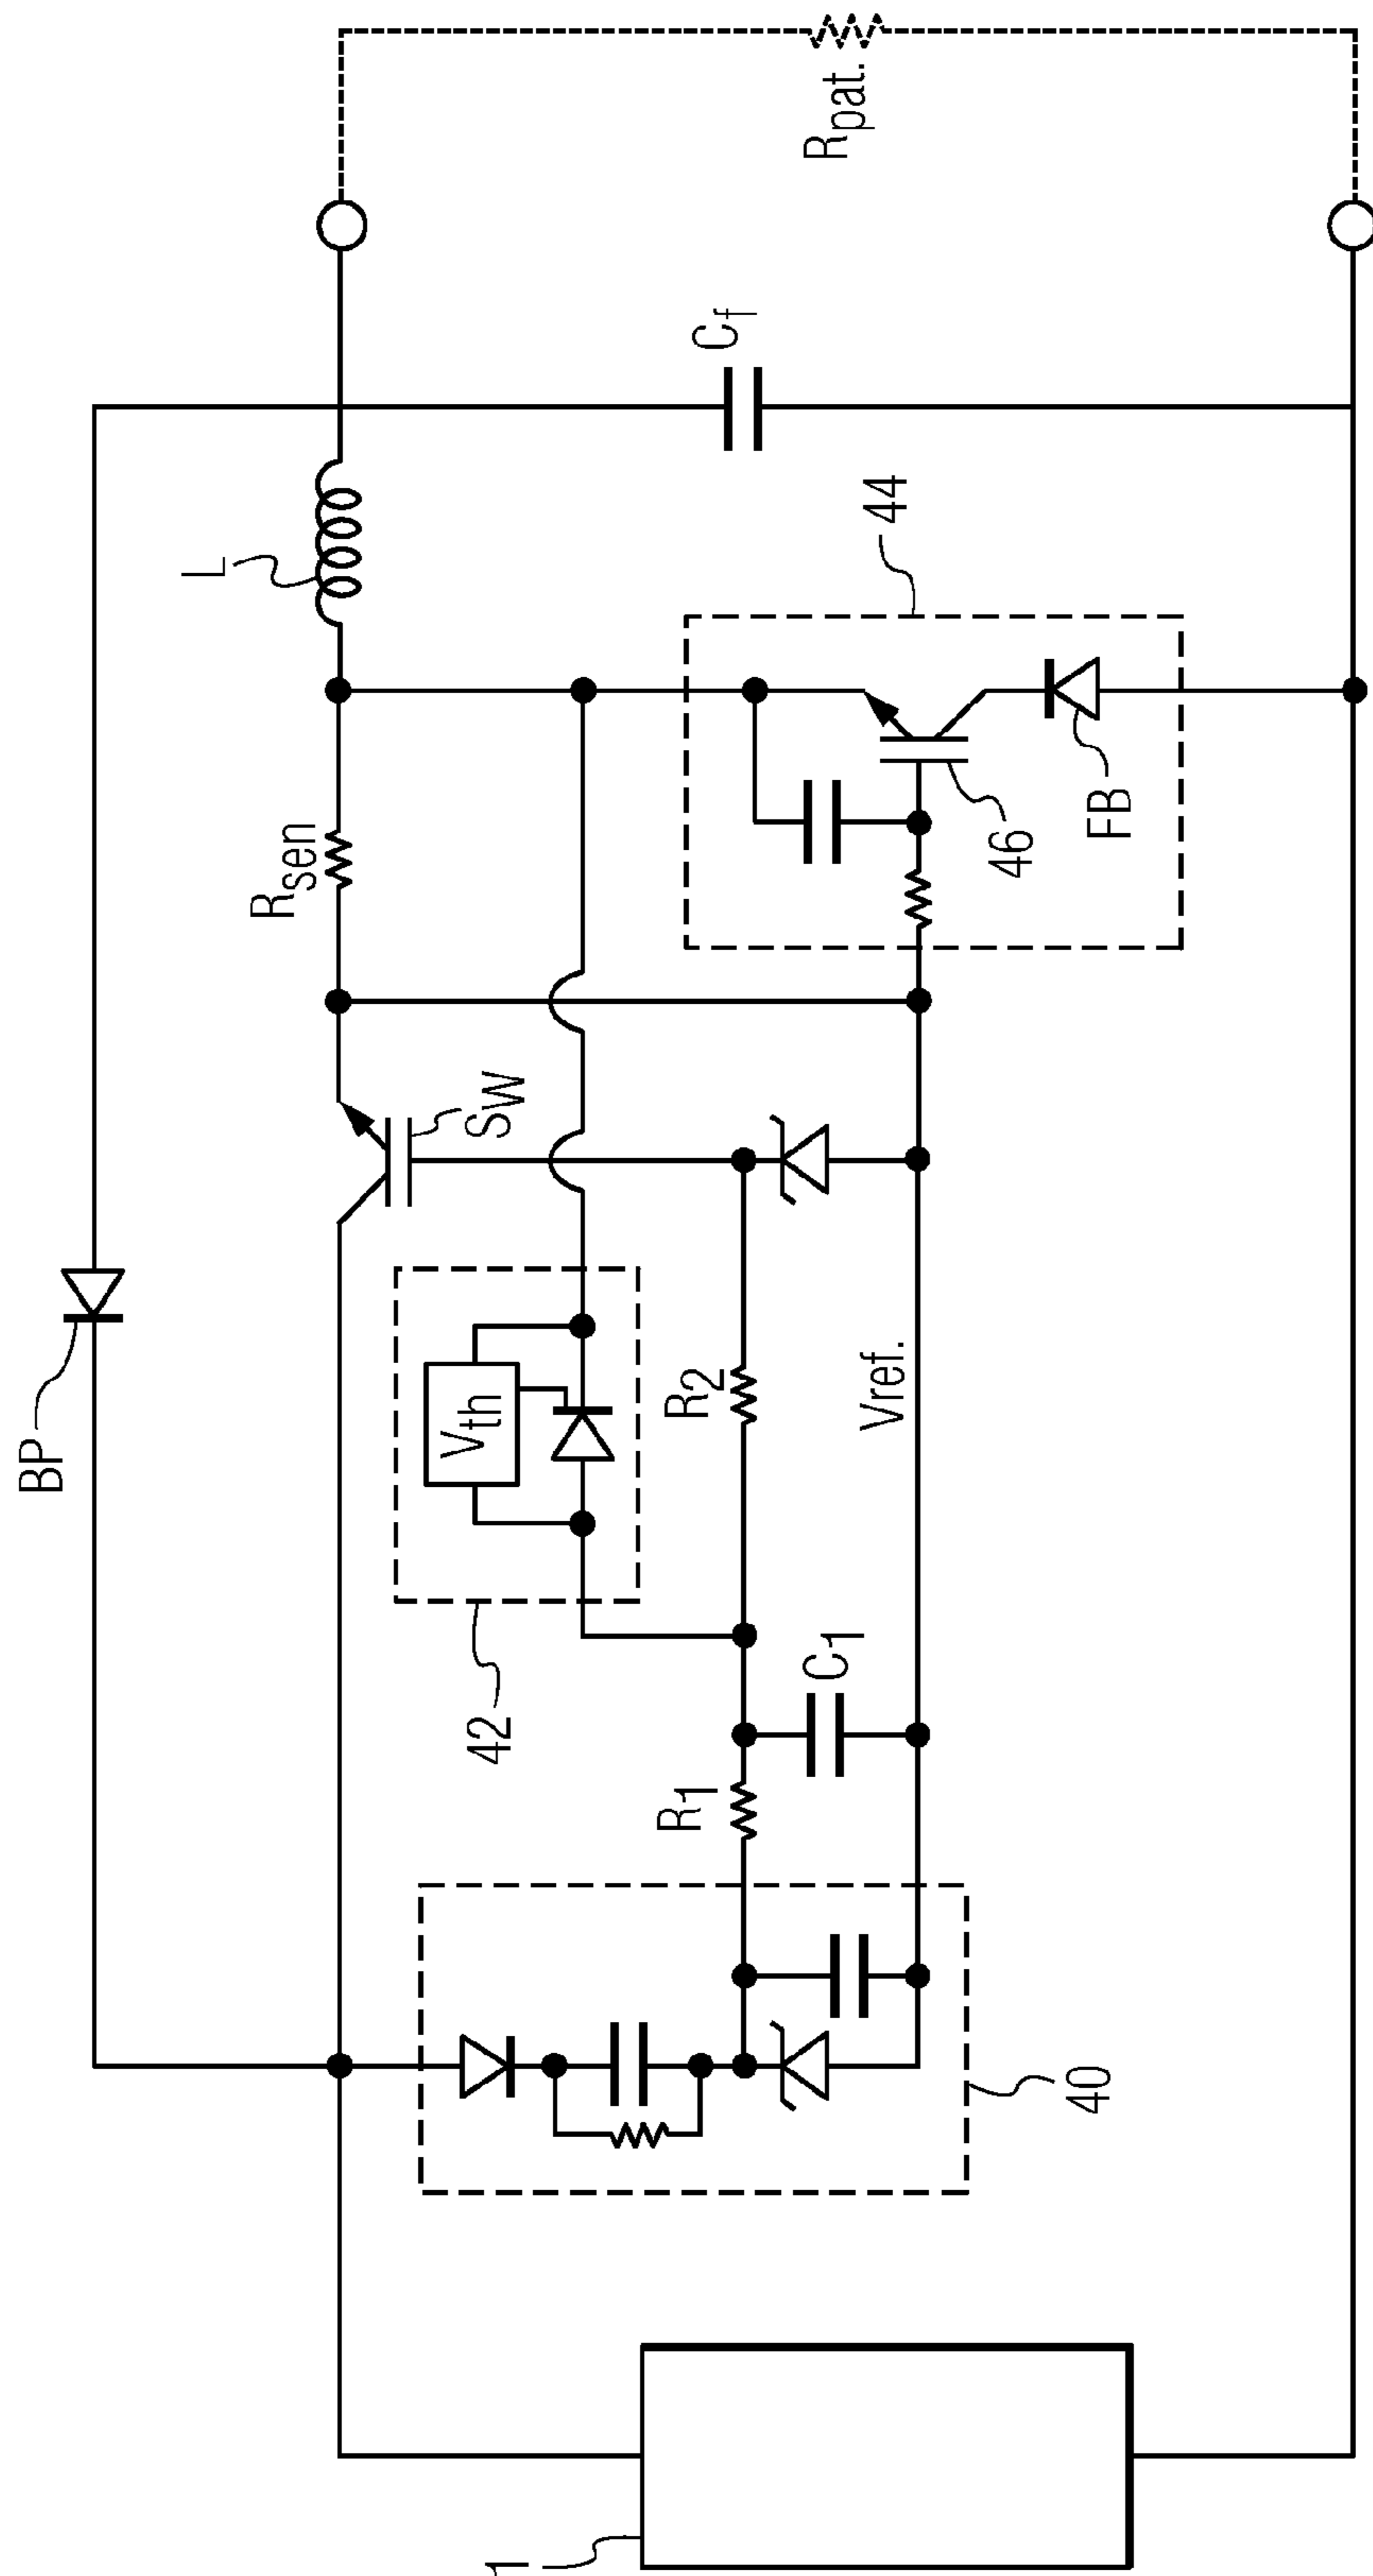 BP
L
Rsen
SW
42
Vth
1
R1
R2
Cf
Rpat.
C1
Vref.
44
46
40
FB